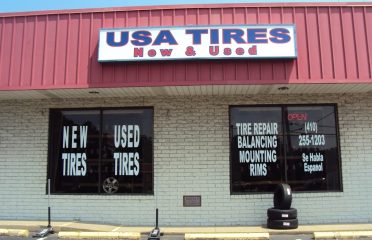 USA TIRES
New & Used
NEW
TIRES
USED
TIRES
TIRE REPAIR
BALANCING
MOUNTING
RIMS
OPEN
(410)
255-1203
Se Habla
Español